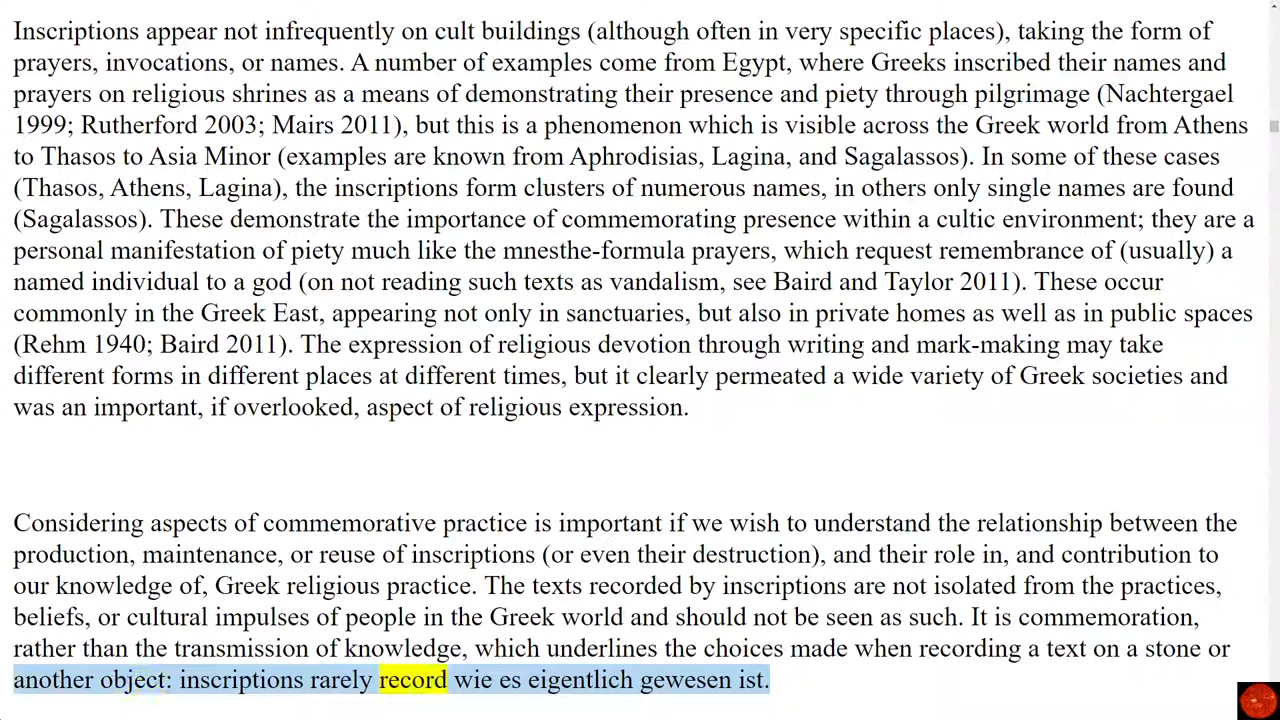 Inscriptions appear not infrequently on cult buildings (although often in very specific places), taking the form of
prayers, invocations, or names. A number of examples come from Egypt, where Greeks inscribed their names and
prayers on religious shrines as a means of demonstrating their presence and piety through pilgrimage (Nachtergael
1999; Rutherford 2003; Mairs 2011), but this is a phenomenon which is visible across the Greek world from Athens
to Thasos to Asia Minor (examples are known from Aphrodisias, Lagina, and Sagalassos). In some of these cases
(Thasos, Athens, Lagina), the inscriptions form clusters of numerous names, in others only single names are found
(Sagalassos). These demonstrate the importance of commemorating presence within a cultic environment; they are a
personal manifestation of piety much like the mnesthe-formula prayers, which request remembrance of (usually) a
named individual to a god (on not reading such texts as vandalism, see Baird and Taylor 2011). These occur
commonly in the Greek East, appearing not only in sanctuaries, but also in private homes as well as in public spaces
(Rehm 1940; Baird 2011). The expression of religious devotion through writing and mark-making may take
different forms in different places at different times, but it clearly permeated a wide variety of Greek societies and
was an important, if overlooked, aspect of religious expression.
Considering aspects of commemorative practice is important if we wish to understand the relationship between the
production, maintenance, or reuse of inscriptions (or even their destruction), and their role in, and contribution to
our knowledge of, Greek religious practice. The texts recorded by inscriptions are not isolated from the practices,
beliefs, or cultural impulses of people in the Greek world and should not be seen as such. It is commemoration,
rather than the transmission of knowledge, which underlines the choices made when recording a text on a stone or
another object: inscriptions rarely record wie es eigentlich gewesen ist.